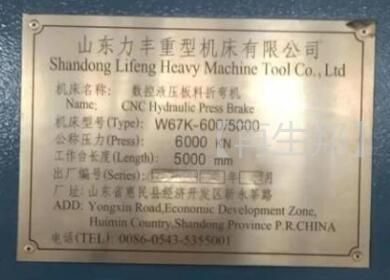 山东力丰重型机床有限公司
Shandong Lifeng Heavy Machine Tool Co., Ltd
机床名称: 数控液压板料折弯机
Name: CNC Hydraulic Press Brake
机床型号(Type): W67K-600/5000
公称压力(Press) 6000 KN
工作台长度(Length): 5000 mm
出厂编号(Series): 月
厂 址: 山东省惠民县经济开发区新永莘路
ADD: Yongxin Road,Economic Development Zone,
Huimin Country,Shangdong Province P.R.CHINA
电话(TEL): 0086-0543-5355001